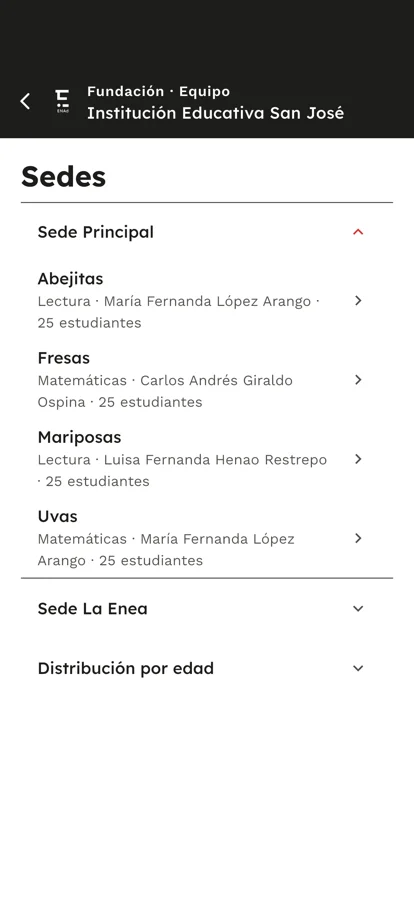 Fundación · Equipo
ENAd
Institución Educativa San José
Sedes
Sede Principal
Abejitas
Lectura · María Fernanda López Arango ·
25 estudiantes
Fresas
Matemáticas · Carlos Andrés Giraldo
Ospina · 25 estudiantes
Mariposas
Lectura · Luisa Fernanda Henao Restrepo
· 25 estudiantes
Uvas
Matemáticas · María Fernanda López
Arango · 25 estudiantes
Sede La Enea
Distribución por edad